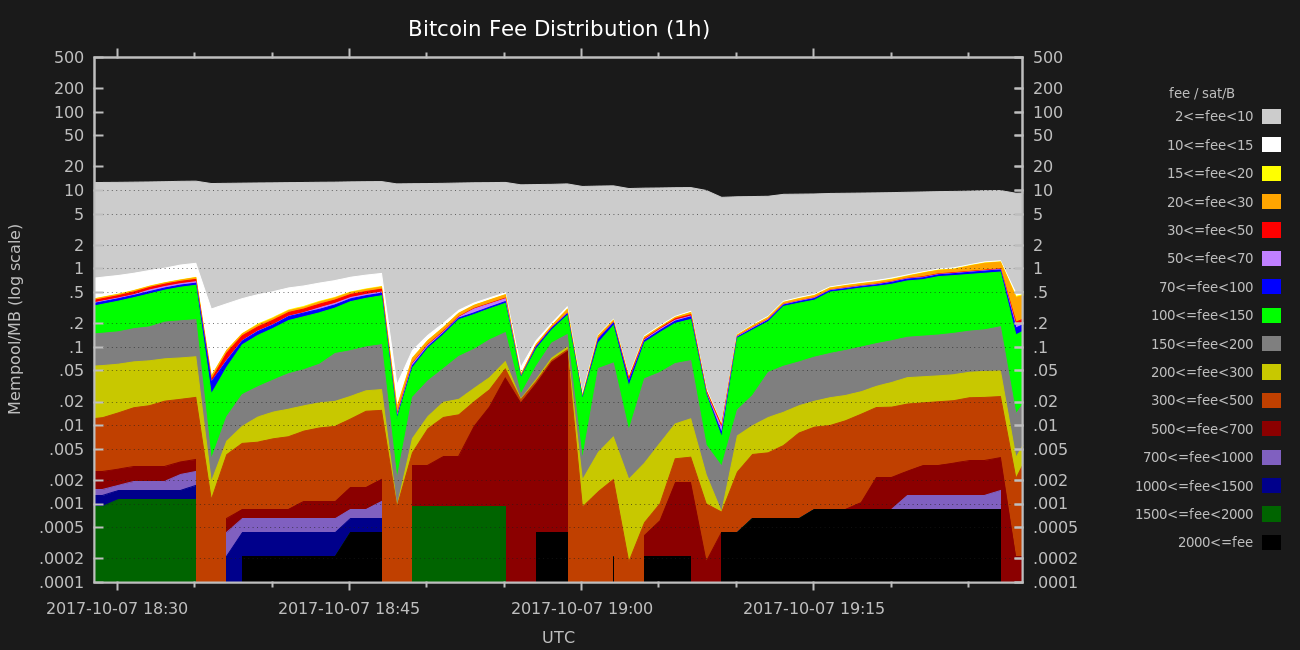 Bitcoin Fee Distribution (1h)
Mempool/MB (log scale)
500
200
100
50
20
10
5
2
1
.5
.2
.1
.05
.02
.01
.005
.002
.001
.0005
.0002
.0001
500
200
100
50
20
10
5
2
1
.5
.2
.1
.05
.02
.01
.005
.002
.001
.0005
.0002
.0001
2017-10-07 18:30 2017-10-07 18:45 2017-10-07 19:00 2017-10-07 19:15
UTC
fee / sat/B
2<=fee<10
10<=fee<15
15<=fee<20
20<=fee<30
30<=fee<50
50<=fee<70
70<=fee<100
100<=fee<150
150<=fee<200
200<=fee<300
300<=fee<500
500<=fee<700
700<=fee<1000
1000<=fee<1500
1500<=fee<2000
2000<=fee